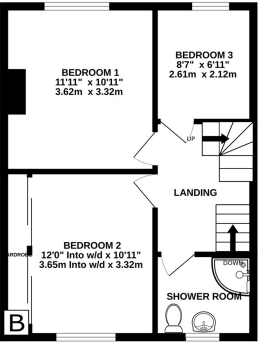 BEDROOM 1
11'11" x 10'11"
3.62m x 3.32m
BEDROOM 3
8'7" x 6'11"
2.61m x 2.12m
UP
LANDING
BEDROOM 2
12'0" Into w/d x 10'11"
3.65m Into w/d x 3.32m
DOWN
SHOWER ROOM
B